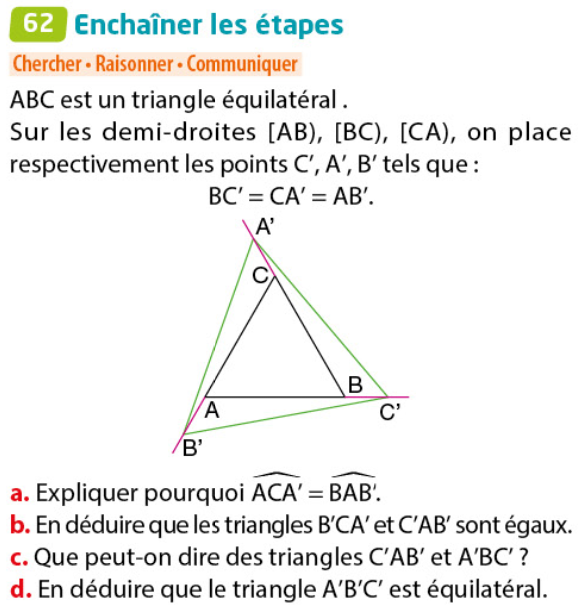 62 Enchaîner les étapes
Chercher • Raisonner • Communiquer
ABC est un triangle équilatéral .
Sur les demi-droites [AB), [BC), [CA), on place
respectivement les points C’, A’, B’ tels que :
BC’ = CA’ = AB’.
A’
C
B
A
C’
B’
a. Expliquer pourquoi ACA’ = BAB’.
b. En déduire que les triangles B’CA’ et C’AB’ sont égaux.
c. Que peut-on dire des triangles C’AB’ et A’BC’ ?
d. En déduire que le triangle A’B’C’ est équilatéral.